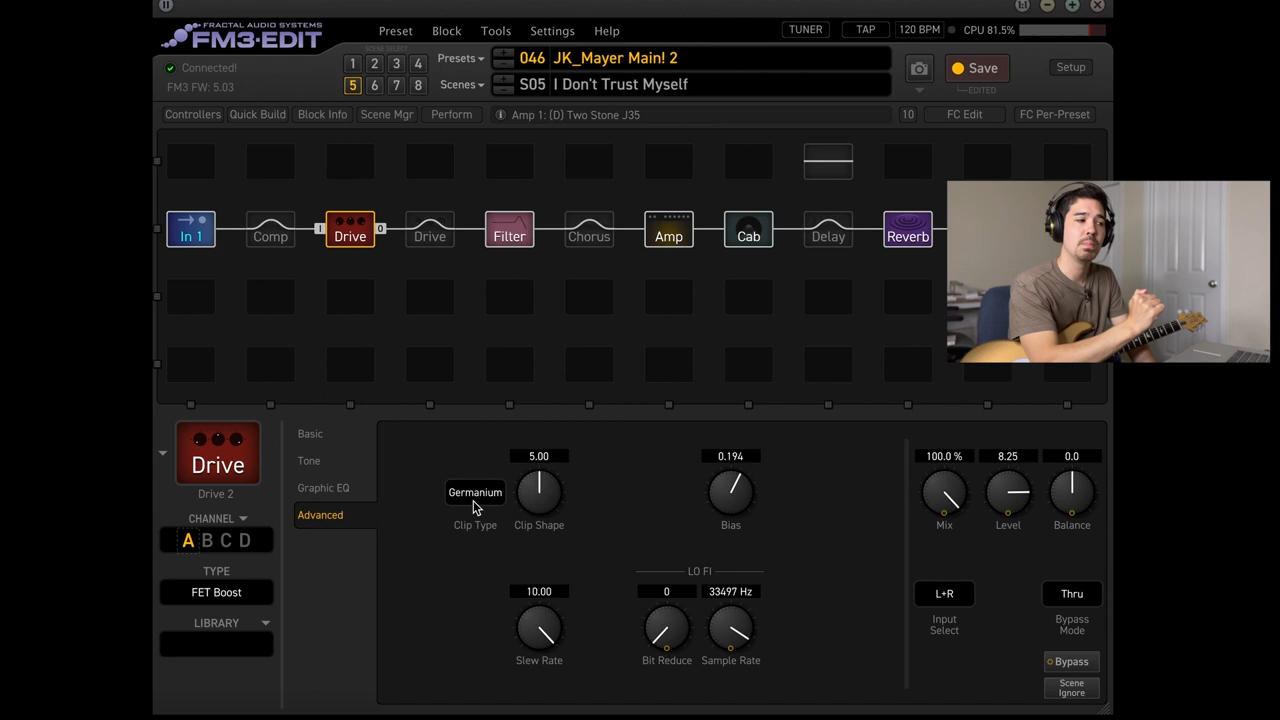 1:1
FRACTAL AUDIO SYSTEMS
FM3-EDIT
Preset Block Tools Settings Help
TUNER TAP 120 BPM CPU 81.5%
Connected!
FM3 FW: 5.03
SCENE SELECT
1 2 3 4
5 6 7 8
Presets 046 JK_Mayer Main! 2
Scenes S05 I Don't Trust Myself
Save
EDITED
Setup
Controllers Quick Build Block Info Scene Mgr Perform Amp 1: (D) Two Stone J35 10 FC Edit FC Per-Preset
In 1 Comp I Drive O Drive Filter Chorus Amp Cab Delay Reverb
Drive
Drive 2
CHANNEL
A B C D
TYPE
FET Boost
LIBRARY
Basic
Tone
Graphic EQ
Advanced
5.00 0.194 100.0 % 8.25 0.0
Germanium
Clip Type Clip Shape Bias Mix Level Balance
LO FI
10.00 0 33497 Hz L+R Thru
Slew Rate Bit Reduce Sample Rate
Input Select
Bypass Mode
Bypass
Scene Ignore